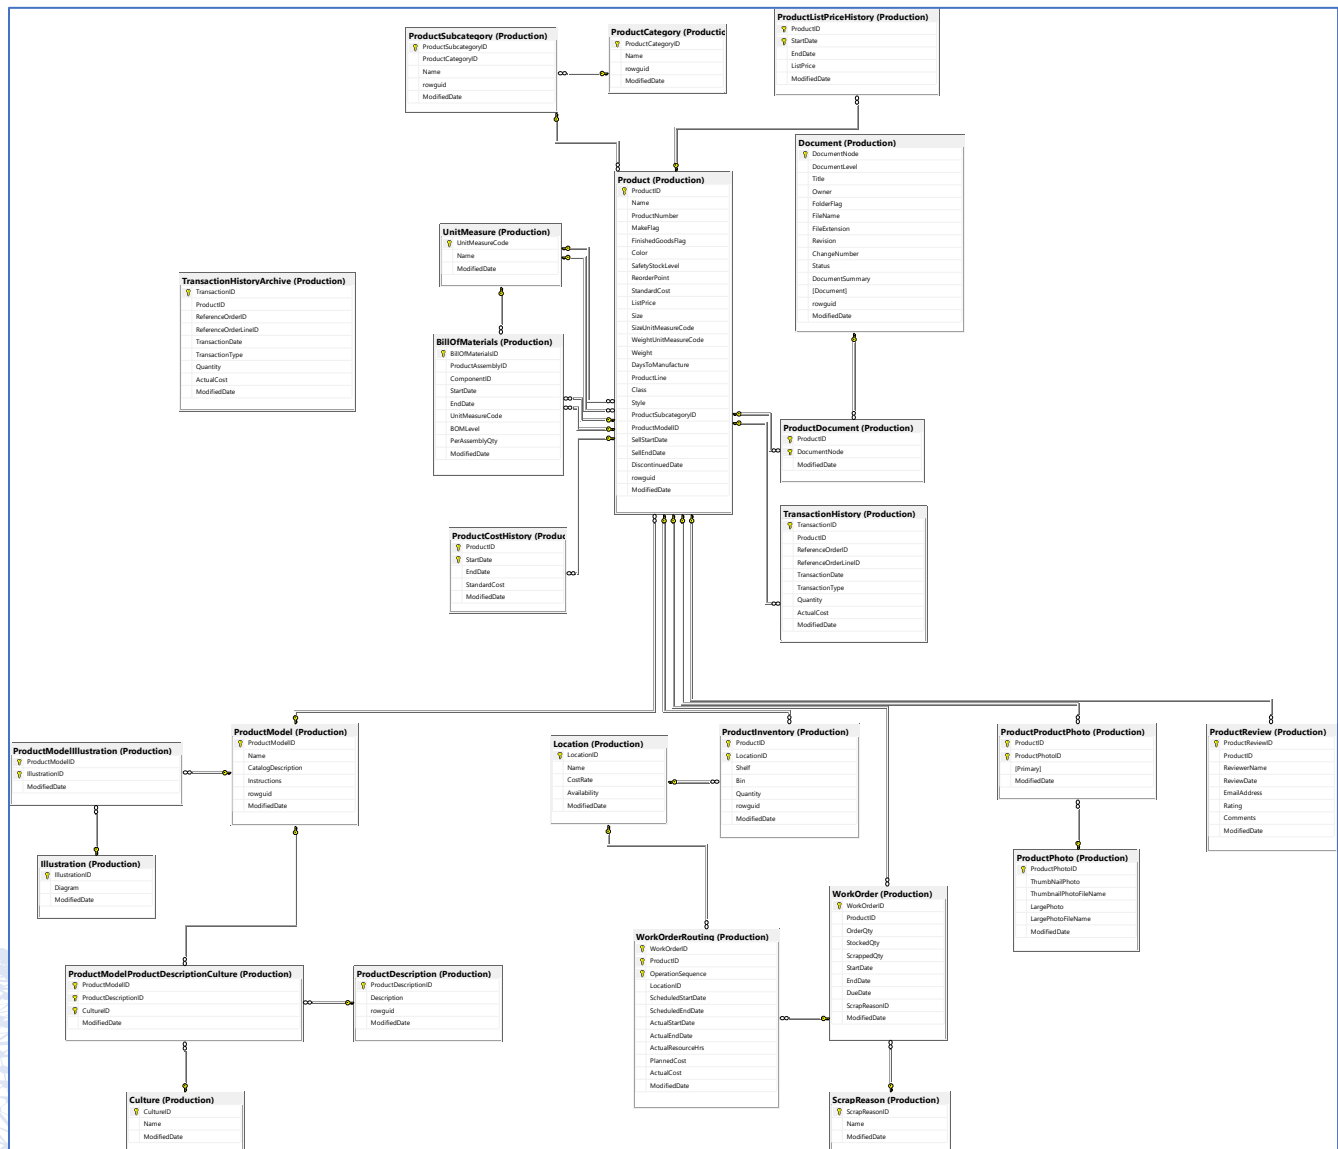 ProductSubcategory (Production)
ProductSubcategoryID
ProductCategoryID
Name
rowguid
ModifiedDate
ProductCategory (Productic
ProductCategoryID
Name
rowguid
ModifiedDate
ProductListPriceHistory (Production)
ProductID
StartDate
EndDate
ListPrice
ModifiedDate
Document (Production)
DocumentNode
DocumentLevel
Title
Owner
FolderFlag
FileName
FileExtension
Revision
ChangeNumber
Status
DocumentSummary
[Document]
rowguid
ModifiedDate
Product (Production)
ProductID
Name
ProductNumber
MakeFlag
FinishedGoodsFlag
Color
SafetyStockLevel
ReorderPoint
StandardCost
ListPrice
Size
SizeUnitMeasureCode
WeightUnitMeasureCode
Weight
DaysToManufacture
ProductLine
Class
Style
ProductSubcategoryID
ProductModelID
SellStartDate
SellEndDate
DiscontinuedDate
rowguid
ModifiedDate
UnitMeasure (Production)
UnitMeasureCode
Name
ModifiedDate
TransactionHistoryArchive (Production)
TransactionID
ProductID
ReferenceOrderID
ReferenceOrderLineID
TransactionDate
TransactionType
Quantity
ActualCost
ModifiedDate
BillOfMaterials (Production)
BillOfMaterialsID
ProductAssemblyID
ComponentID
StartDate
EndDate
UnitMeasureCode
BOMLevel
PerAssemblyQty
ModifiedDate
ProductDocument (Production)
ProductID
DocumentNode
ModifiedDate
TransactionHistory (Production)
TransactionID
ProductID
ReferenceOrderID
ReferenceOrderLineID
TransactionDate
TransactionType
Quantity
ActualCost
ModifiedDate
ProductCostHistory (Produc
ProductID
StartDate
EndDate
StandardCost
ModifiedDate
ProductModelIllustration (Production)
ProductModelID
IllustrationID
ModifiedDate
ProductModel (Production)
ProductModelID
Name
CatalogDescription
Instructions
rowguid
ModifiedDate
Location (Production)
LocationID
Name
CostRate
Availability
ModifiedDate
ProductInventory (Production)
ProductID
LocationID
Shelf
Bin
Quantity
rowguid
ModifiedDate
ProductProductPhoto (Production)
ProductID
ProductPhotoID
[Primary]
ModifiedDate
ProductReview (Production)
ProductReviewID
ProductID
ReviewerName
ReviewDate
EmailAddress
Rating
Comments
ModifiedDate
Illustration (Production)
IllustrationID
Diagram
ModifiedDate
ProductPhoto (Production)
ProductPhotoID
ThumbNailPhoto
ThumbnailPhotoFileName
LargePhoto
LargePhotoFileName
ModifiedDate
WorkOrder (Production)
WorkOrderID
ProductID
OrderQty
StockedQty
ScrappedQty
StartDate
EndDate
DueDate
ScrapReasonID
ModifiedDate
WorkOrderRouting (Production)
WorkOrderID
ProductID
OperationSequence
LocationID
ScheduledStartDate
ScheduledEndDate
ActualStartDate
ActualEndDate
ActualResourceHrs
PlannedCost
ActualCost
ModifiedDate
ProductModelProductDescriptionCulture (Production)
ProductModelID
ProductDescriptionID
CultureID
ModifiedDate
ProductDescription (Production)
ProductDescriptionID
Description
rowguid
ModifiedDate
Culture (Production)
CultureID
Name
ModifiedDate
ScrapReason (Production)
ScrapReasonID
Name
ModifiedDate